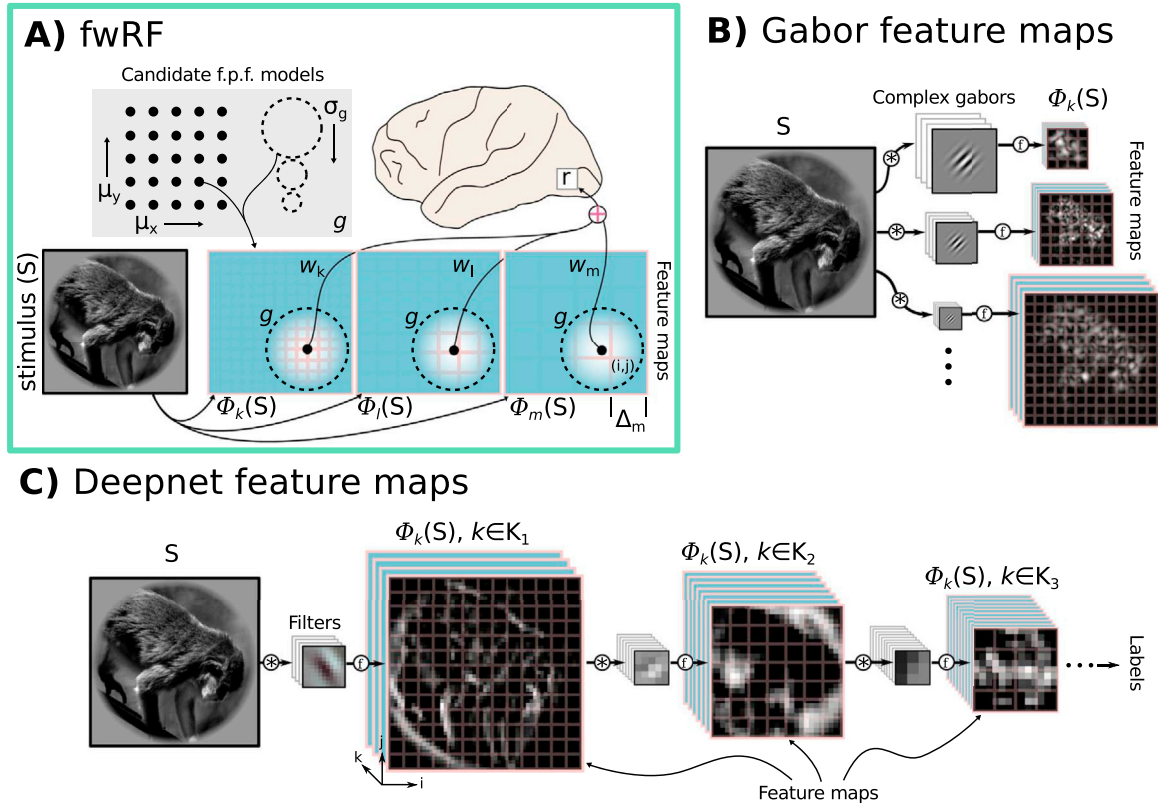 A) fwRF
Candidate f.p.f. models
σg
μy
μx
g
r
stimulus (S)
wk
wl
wm
g
g
g
(i,j)
Feature maps
Φk(S)
Φl(S)
Φm(S)
|Δm|
B) Gabor feature maps
S
Complex gabors
Φk(S)
*
f
*
f
*
f
Feature maps
C) Deepnet feature maps
S
*
Filters
f
Φk(S), k∈K1
*
f
Φk(S), k∈K2
*
f
Φk(S), k∈K3
Labels
k
j
i
Feature maps